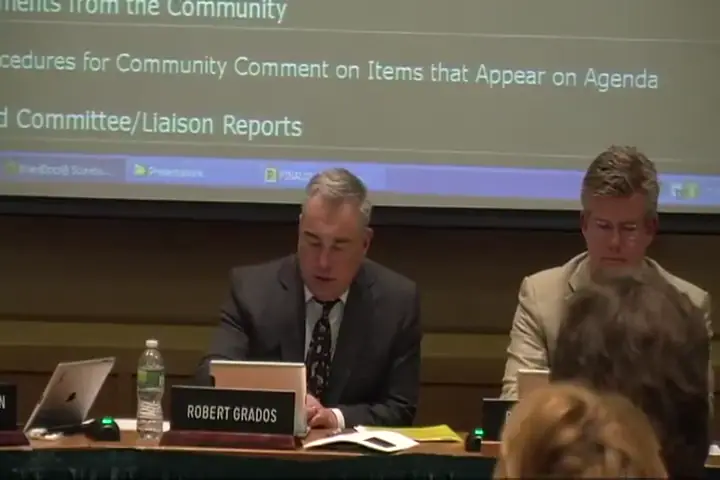 ments from the Community
cedures for Community Comment on Items that Appear on Agenda
d Committee/Liaison Reports
ROBERT GRADOS
N